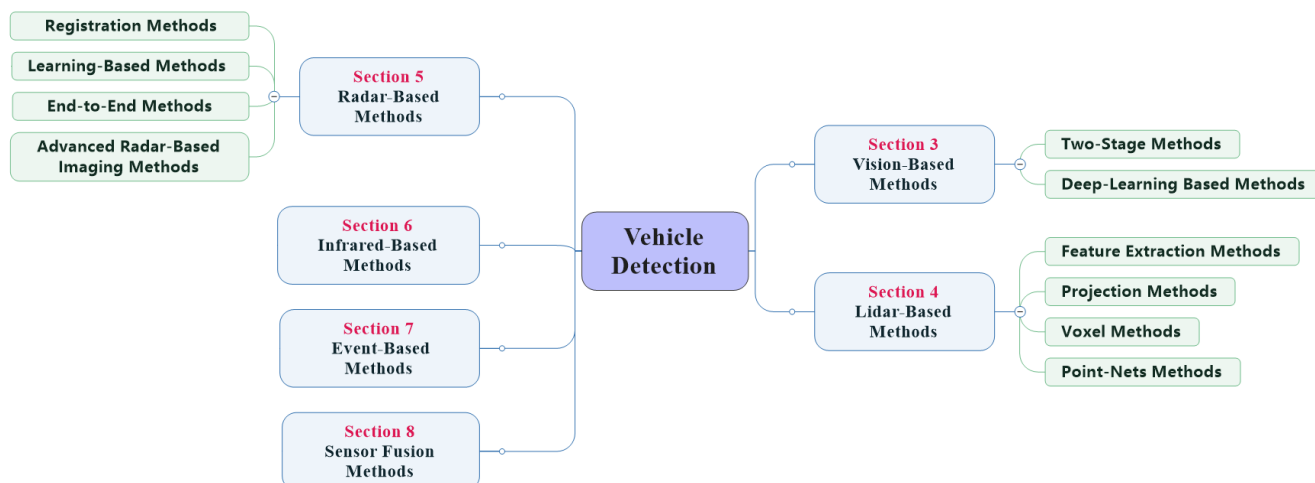 Registration Methods
Learning-Based Methods
End-to-End Methods
Advanced Radar-Based
Imaging Methods
Section 5
Radar-Based
Methods
Section 6
Infrared-Based
Methods
Section 7
Event-Based
Methods
Section 8
Sensor Fusion
Methods
Vehicle
Detection
Section 3
Vision-Based
Methods
Two-Stage Methods
Deep-Learning Based Methods
Section 4
Lidar-Based
Methods
Feature Extraction Methods
Projection Methods
Voxel Methods
Point-Nets Methods